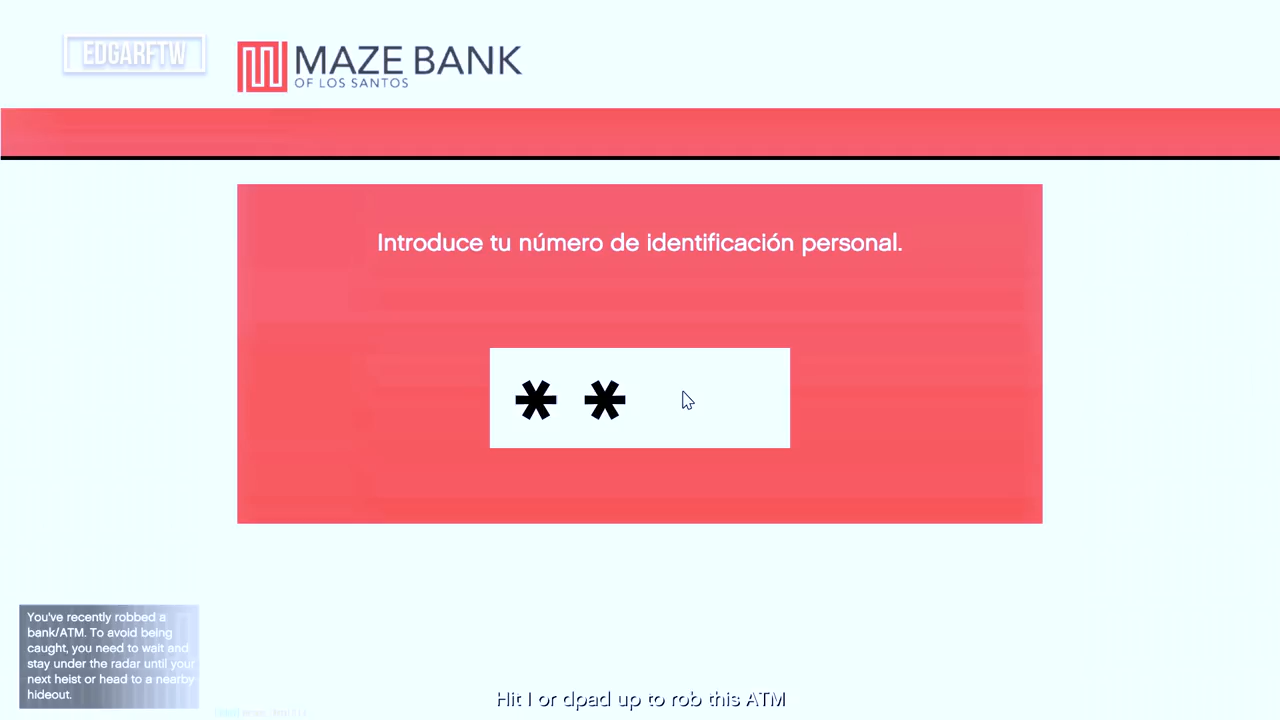 EDGARFTW
MAZE BANK
OF LOS SANTOS
Introduce tu número de identificación personal.
* *
You've recently robbed a
bank/ATM. To avoid being
caught, you need to wait and
stay under the radar until your
next heist or head to a nearby
hideout.
Hit I or dpad up to rob this ATM